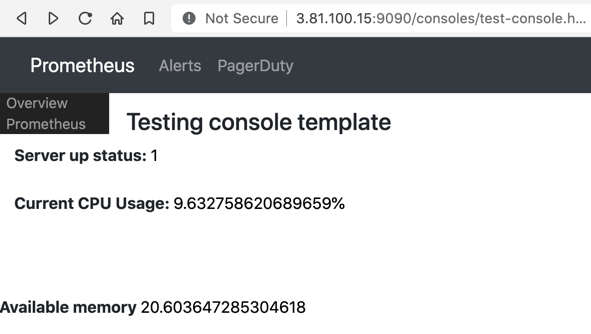 Not Secure | 3.81.100.15:9090/consoles/test-console.h...
Prometheus Alerts PagerDuty
Overview
Prometheus
Testing console template
Server up status: 1
Current CPU Usage: 9.632758620689659%
Available memory 20.603647285304618